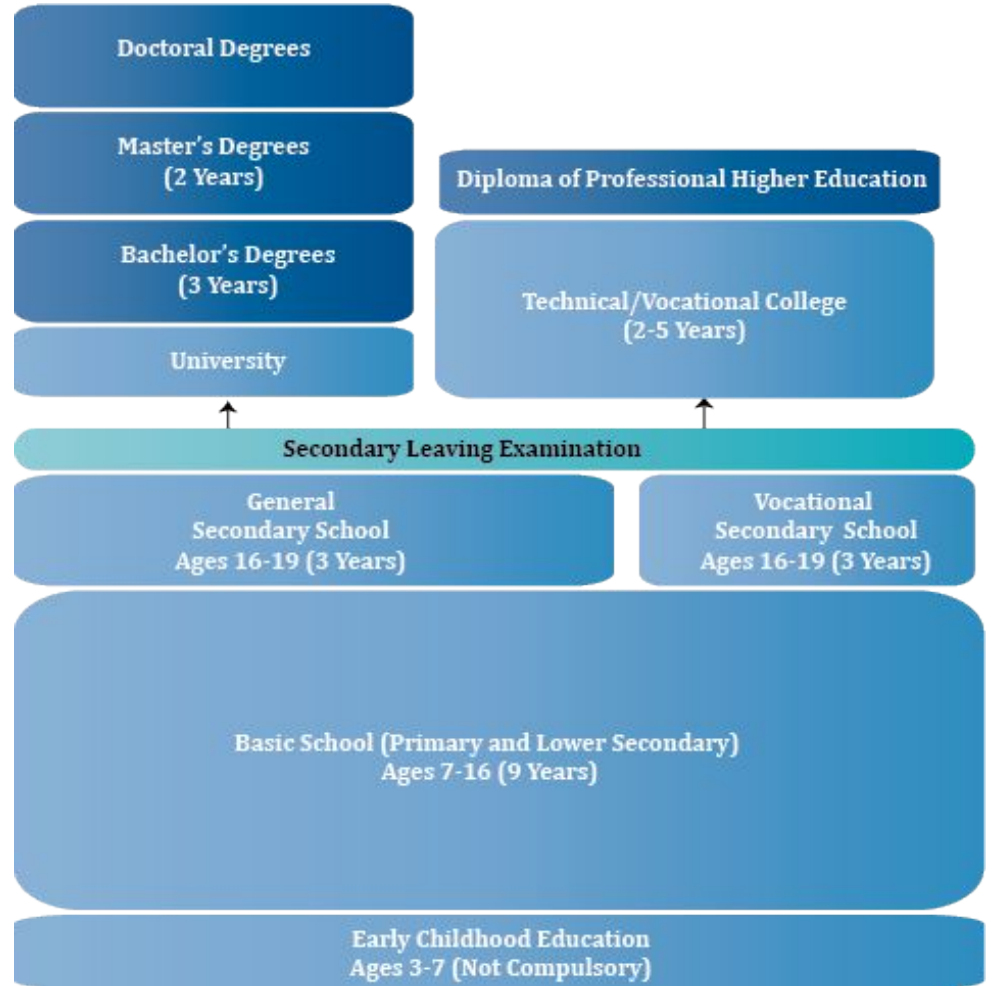 Doctoral Degrees
Master's Degrees
(2 Years)
Diploma of Professional Higher Education
Bachelor's Degrees
(3 Years)
Technical/Vocational College
(2-5 Years)
University
Secondary Leaving Examination
General
Secondary School
Ages 16-19 (3 Years)
Vocational
Secondary School
Ages 16-19 (3 Years)
Basic School (Primary and Lower Secondary)
Ages 7-16 (9 Years)
Early Childhood Education
Ages 3-7 (Not Compulsory)